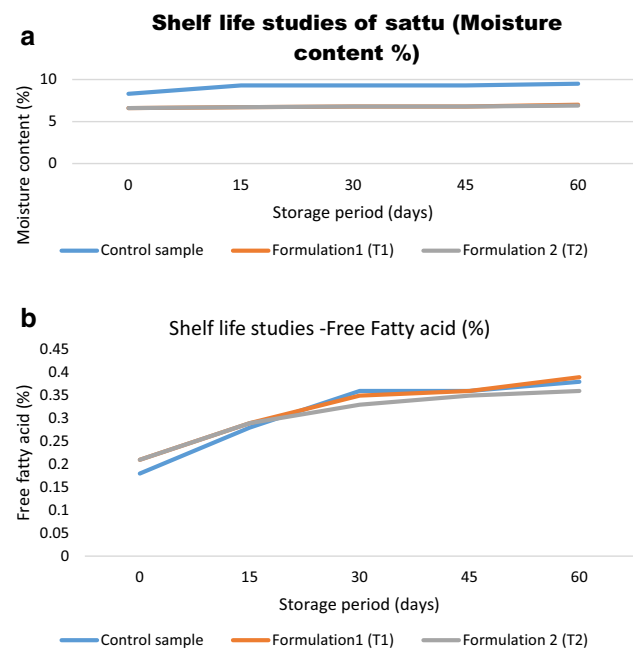 a
Shelf life studies of sattu (Moisture
content %)
Moisture content (%)
10
5
0
0 15 30 45 60
Storage period (days)
Control sample Formulation1 (T1) Formulation 2 (T2)
b
Shelf life studies -Free Fatty acid (%)
Free fatty acid (%)
0.45
0.4
0.35
0.3
0.25
0.2
0.15
0.1
0.05
0
0 15 30 45 60
Storage period (days)
Control sample Formulation1 (T1) Formulation 2 (T2)